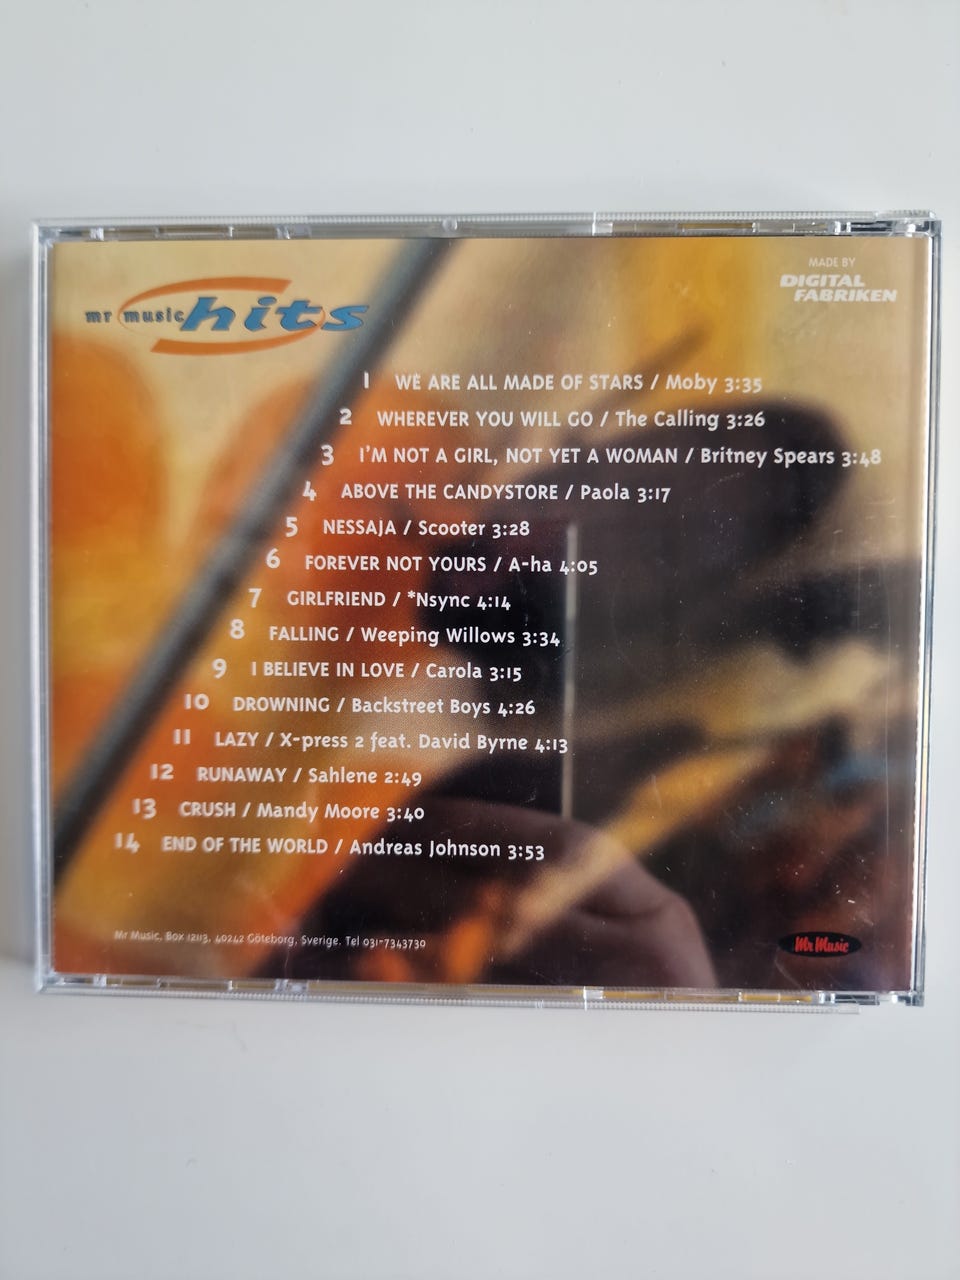 mr music hits
MADE BY
DIGITAL
FABRIKEN
1 WE ARE ALL MADE OF STARS / Moby 3:35
2 WHEREVER YOU WILL GO / The Calling 3:26
3 I'M NOT A GIRL, NOT YET A WOMAN / Britney Spears 3:48
4 ABOVE THE CANDYSTORE / Paola 3:17
5 NESSAJA / Scooter 3:28
6 FOREVER NOT YOURS / A-ha 4:05
7 GIRLFRIEND / *Nsync 4:14
8 FALLING / Weeping Willows 3:34
9 I BELIEVE IN LOVE / Carola 3:15
10 DROWNING / Backstreet Boys 4:26
11 LAZY / X-press 2 feat. David Byrne 4:13
12 RUNAWAY / Sahlene 2:49
13 CRUSH / Mandy Moore 3:40
14 END OF THE WORLD / Andreas Johnson 3:53
Mr Music, Box 12113, 40242 Göteborg, Sverige. Tel 031-7343730
Mr Music